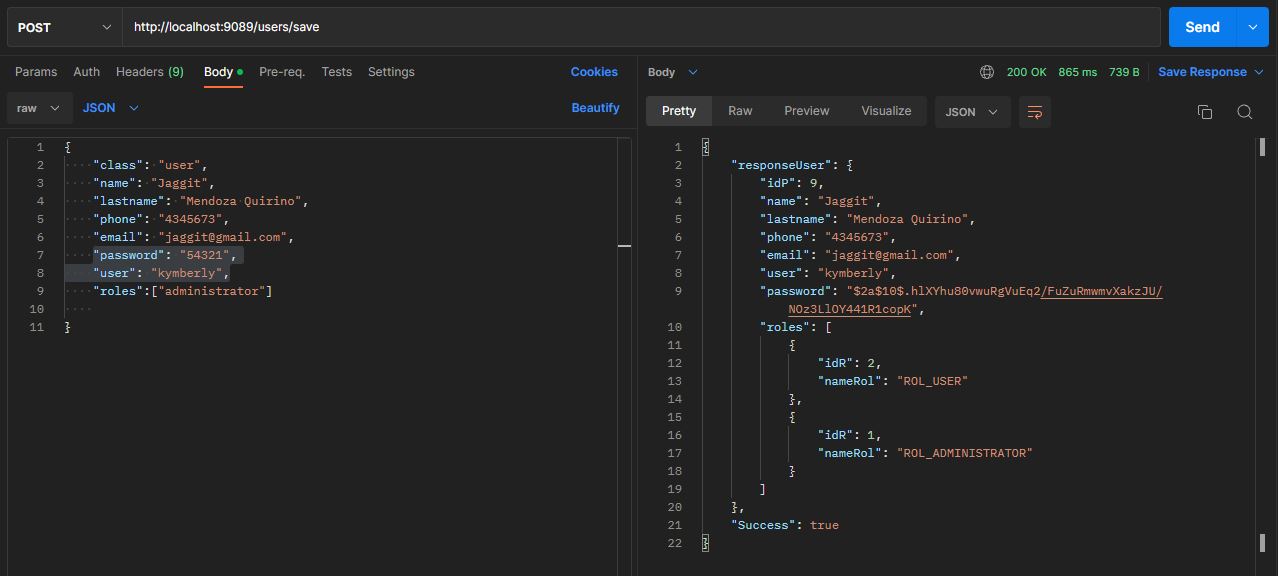 POST http://localhost:9089/users/save Send
Params Auth Headers (9) Body Pre-req. Tests Settings Cookies
raw JSON Beautify
1 {
2 "class": "user",
3 "name": "Jaggit",
4 "lastname": "Mendoza Quirino",
5 "phone": "4345673",
6 "email": "jaggit@gmail.com",
7 "password": "54321",
8 "user": "kymberly",
9 "roles":["administrator"]
10
11 }
Body 200 OK 865 ms 739 B Save Response
Pretty Raw Preview Visualize JSON
1 {
2 "responseUser": {
3 "idP": 9,
4 "name": "Jaggit",
5 "lastname": "Mendoza Quirino",
6 "phone": "4345673",
7 "email": "jaggit@gmail.com",
8 "user": "kymberly",
9 "password": "$2a$10$.hlXYhu80vwuRgVuEq2/FuZuRmwmvXakzJU/
NOz3LlOY441R1copK",
10 "roles": [
11 {
12 "idR": 2,
13 "nameRol": "ROL_USER"
14 },
15 {
16 "idR": 1,
17 "nameRol": "ROL_ADMINISTRATOR"
18 }
19 ]
20 },
21 "Success": true
22 }